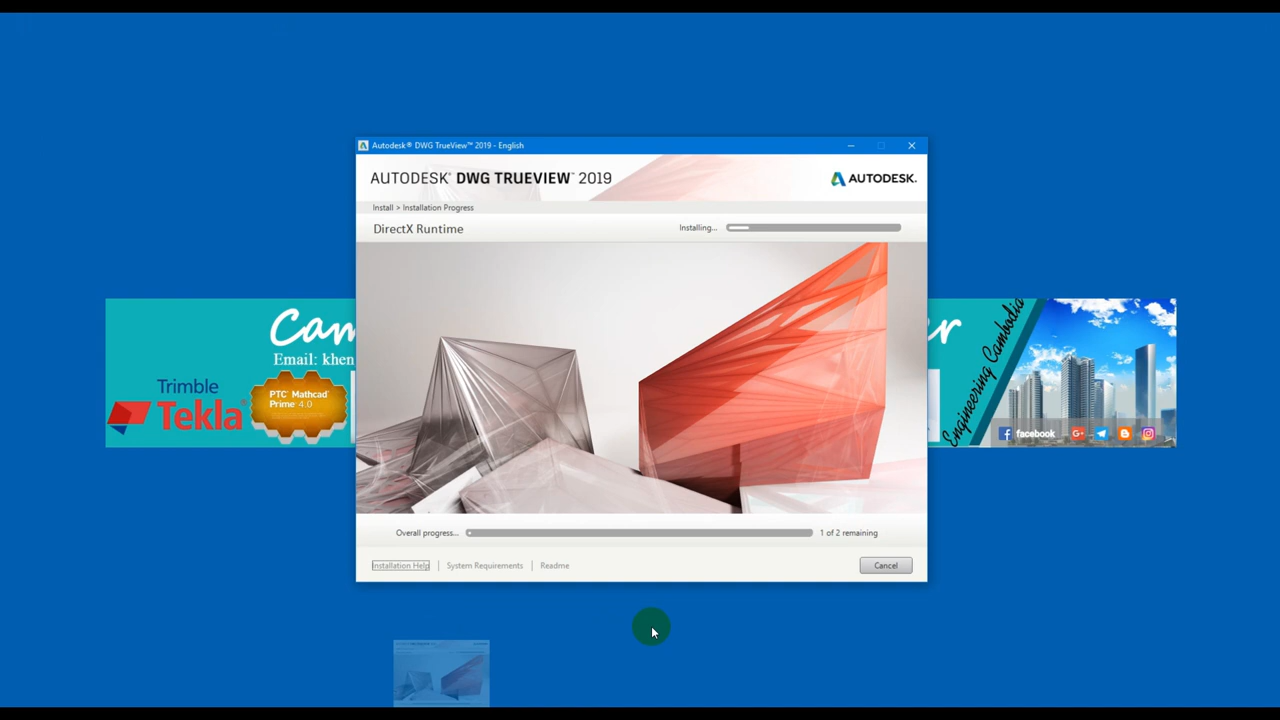 Autodesk® DWG TrueView™ 2019 - English
AUTODESK® DWG TRUEVIEW™ 2019
AUTODESK.
Install > Installation Progress
DirectX Runtime
Installing...
Cam
er
Email: khen
Trimble
Tekla
PTC® Mathcad®
Prime® 4.0
Engineering Cambodia
facebook
Overall progress...
1 of 2 remaining
Installation Help
System Requirements
Readme
Cancel